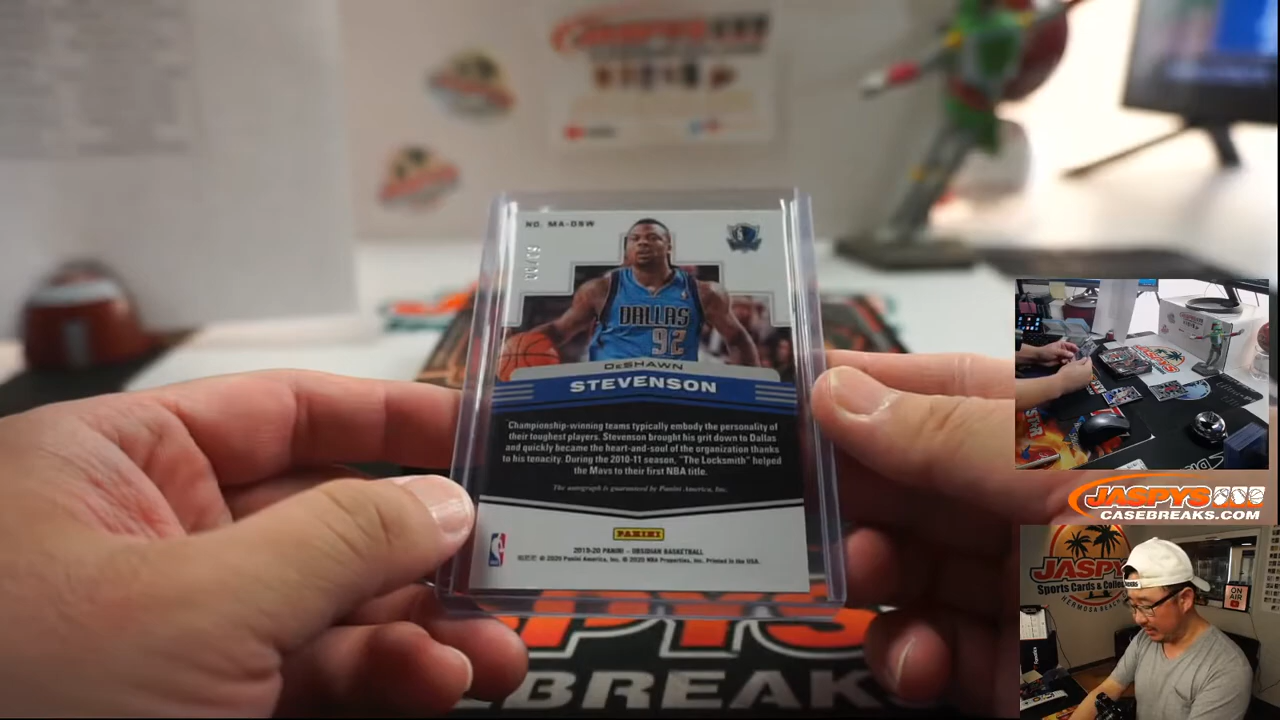 JASPYS
NO. MA-DSW
DALLAS
92
DeSHAWN
STEVENSON
Championship-winning teams typically embody the personality of
their toughest players. Stevenson brought his grit down to Dallas
and quickly became the heart-and-soul of the organization thanks
to his tenacity. During the 2010-11 season, "The Locksmith" helped
the Mavs to their first NBA title.
The autograph is guaranteed by Panini America, Inc.
PANINI
2019-20 PANINI – OBSIDIAN BASKETBALL
© 2020 Panini America, Inc. © 2020 NBA Properties, Inc. Printed in the USA.
JASPYS
CASEBREAKS.COM
JASPYS
Sports Cards &
HERMOSA BEACH
ON
AIR